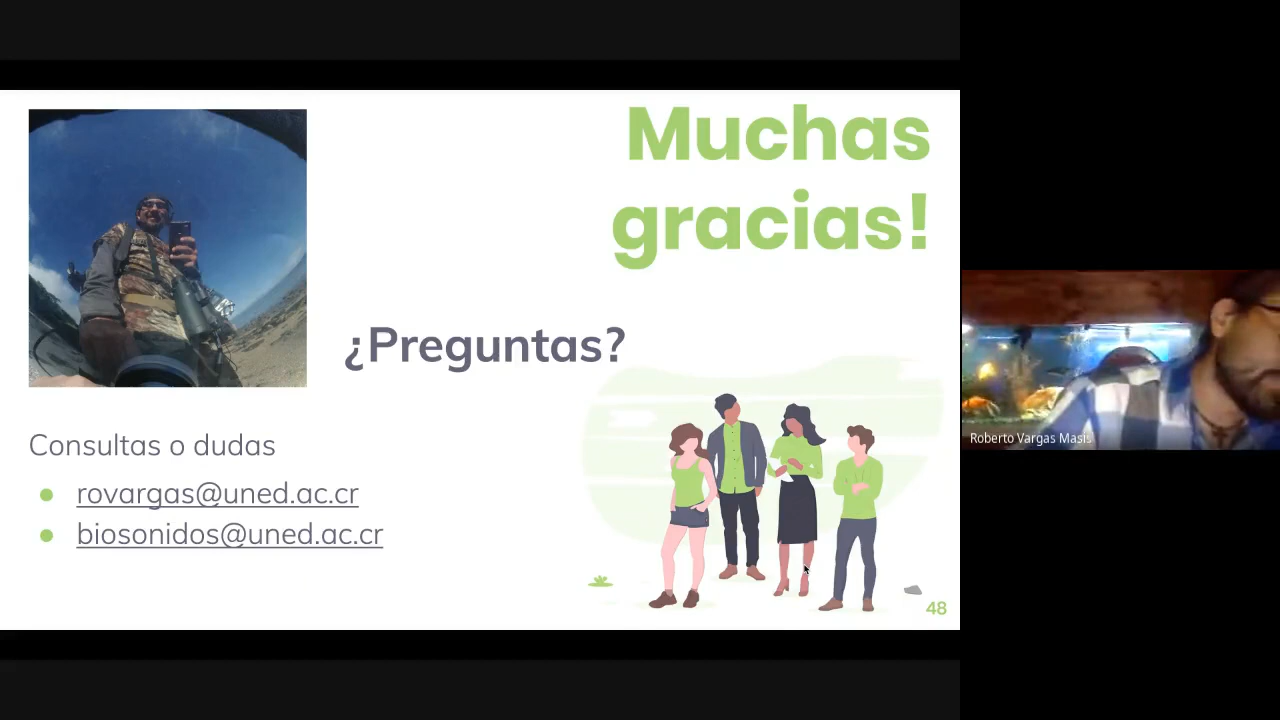 Muchas
gracias!
¿Preguntas?
Consultas o dudas
rovargas@uned.ac.cr
biosonidos@uned.ac.cr
48
Roberto Vargas Masis